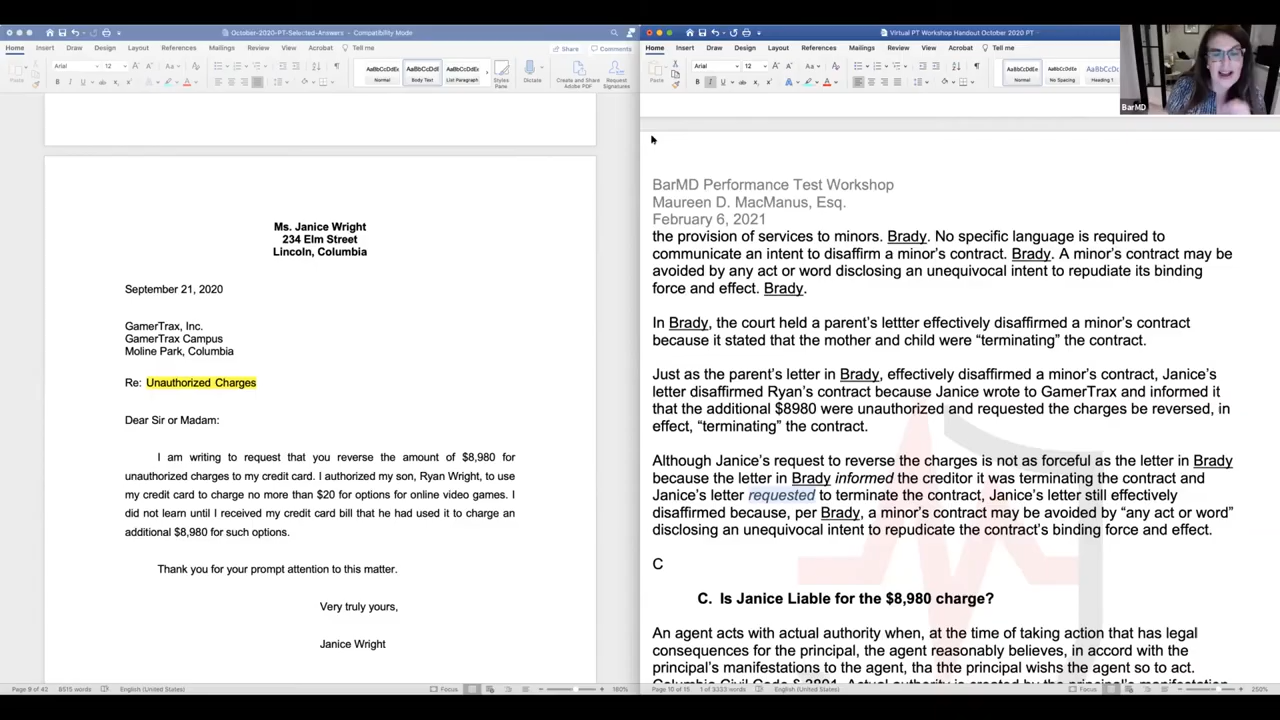 October-2020-PT-Selected-Answers - Compatibility Mode
Home Insert Draw Design Layout References Mailings Review View Acrobat Tell me Share Comments
Arial 12
AaBbCcDdEe Normal AaBbCcDdI Body Text AaBbCcDdEe List Paragraph Styles Pane Dictate Create and Share Adobe PDF Request Signatures
Ms. Janice Wright
234 Elm Street
Lincoln, Columbia
September 21, 2020
GamerTrax, Inc.
GamerTrax Campus
Moline Park, Columbia
Re: Unauthorized Charges
Dear Sir or Madam:
I am writing to request that you reverse the amount of $8,980 for
unauthorized charges to my credit card. I authorized my son, Ryan Wright, to use
my credit card to charge no more than $20 for options for online video games. I
did not learn until I received my credit card bill that he had used it to charge an
additional $8,980 for such options.
Thank you for your prompt attention to this matter.
Very truly yours,
Janice Wright
Page 9 of 42 8515 words English (United States) Focus 160%
Virtual PT Workshop Handout October 2020 PT
Home Insert Draw Design Layout References Mailings Review View Acrobat Tell me
Paste Arial 12
AaBbCcDdEe Normal AaBbCcDdEe No Spacing AaBbCcDc Heading 1
BarMD
BarMD Performance Test Workshop
Maureen D. MacManus, Esq.
February 6, 2021
the provision of services to minors. Brady. No specific language is required to
communicate an intent to disaffirm a minor's contract. Brady. A minor's contract may be
avoided by any act or word disclosing an unequivocal intent to repudiate its binding
force and effect. Brady.
In Brady, the court held a parent's lettter effectively disaffirmed a minor's contract
because it stated that the mother and child were “terminating” the contract.
Just as the parent's letter in Brady, effectively disaffirmed a minor's contract, Janice's
letter disaffirmed Ryan's contract because Janice wrote to GamerTrax and informed it
that the additional $8980 were unauthorized and requested the charges be reversed, in
effect, “terminating” the contract.
Although Janice's request to reverse the charges is not as forceful as the letter in Brady
because the letter in Brady informed the creditor it was terminating the contract and
Janice's letter requested to terminate the contract, Janice's letter still effectively
disaffirmed because, per Brady, a minor's contract may be avoided by “any act or word”
disclosing an unequivocal intent to repudicate the contract's binding force and effect.
C
C. Is Janice Liable for the $8,980 charge?
An agent acts with actual authority when, at the time of taking action that has legal
consequences for the principal, the agent reasonably believes, in accord with the
principal's manifestations to the agent, tha thte principal wishs the agent so to act.
Columbia Civil Code § 3801. Actual authority is created by the principal's manifestation
Page 10 of 15 1 of 3333 words English (United States) Focus 250%